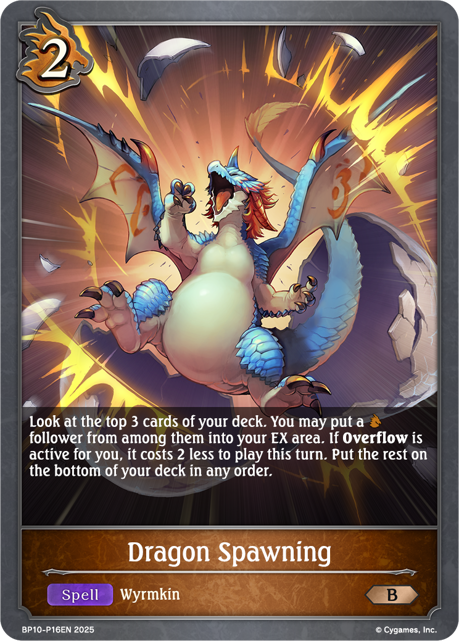 2
Look at the top 3 cards of your deck. You may put a
follower from among them into your EX area. If Overflow is
active for you, it costs 2 less to play this turn. Put the rest on
the bottom of your deck in any order.
Dragon Spawning
Spell Wyrmkin B
BP10-P16EN 2025 © Cygames, Inc.